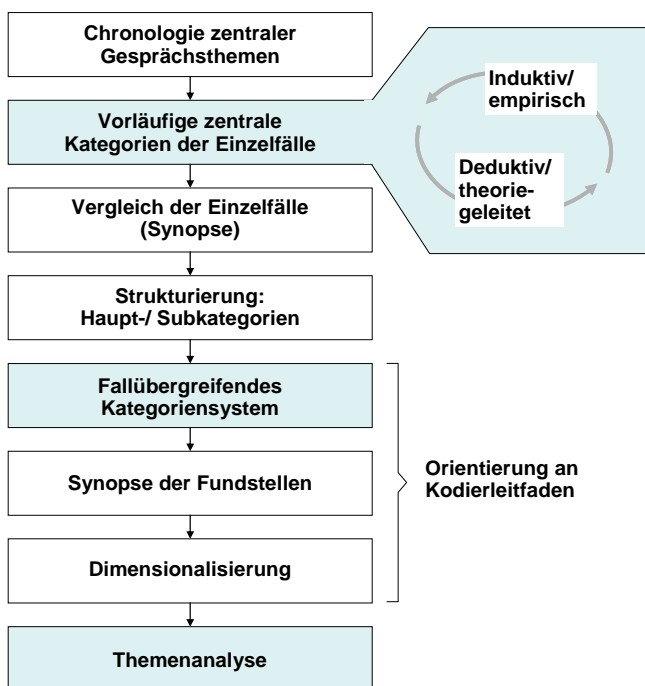 Chronologie zentraler
Gesprächsthemen
Vorläufige zentrale
Kategorien der Einzelfälle
Induktiv/
empirisch
Deduktiv/
theorie-
geleitet
Vergleich der Einzelfälle
(Synopse)
Strukturierung:
Haupt-/ Subkategorien
Fallübergreifendes
Kategoriensystem
Synopse der Fundstellen
Dimensionalisierung
Orientierung an
Kodierleitfaden
Themenanalyse